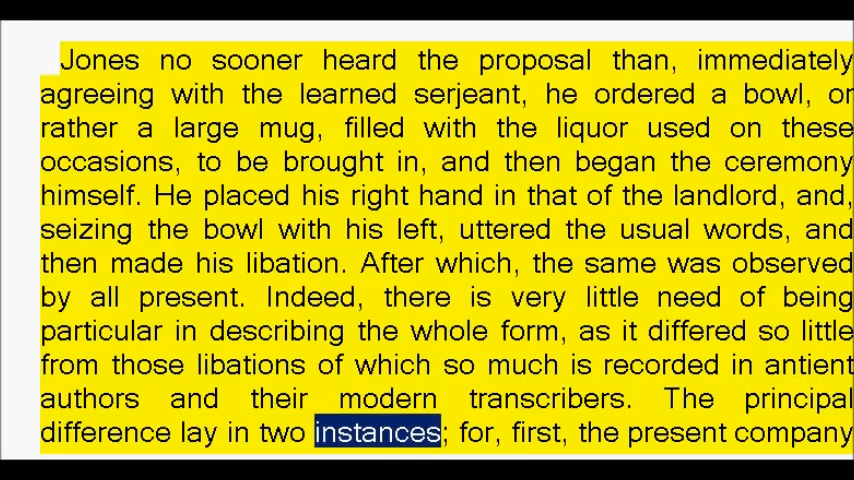 Jones no sooner heard the proposal than, immediately
agreeing with the learned serjeant, he ordered a bowl, or
rather a large mug, filled with the liquor used on these
occasions, to be brought in, and then began the ceremony
himself. He placed his right hand in that of the landlord, and,
seizing the bowl with his left, uttered the usual words, and
then made his libation. After which, the same was observed
by all present. Indeed, there is very little need of being
particular in describing the whole form, as it differed so little
from those libations of which so much is recorded in antient
authors and their modern transcribers. The principal
difference lay in two instances; for, first, the present company